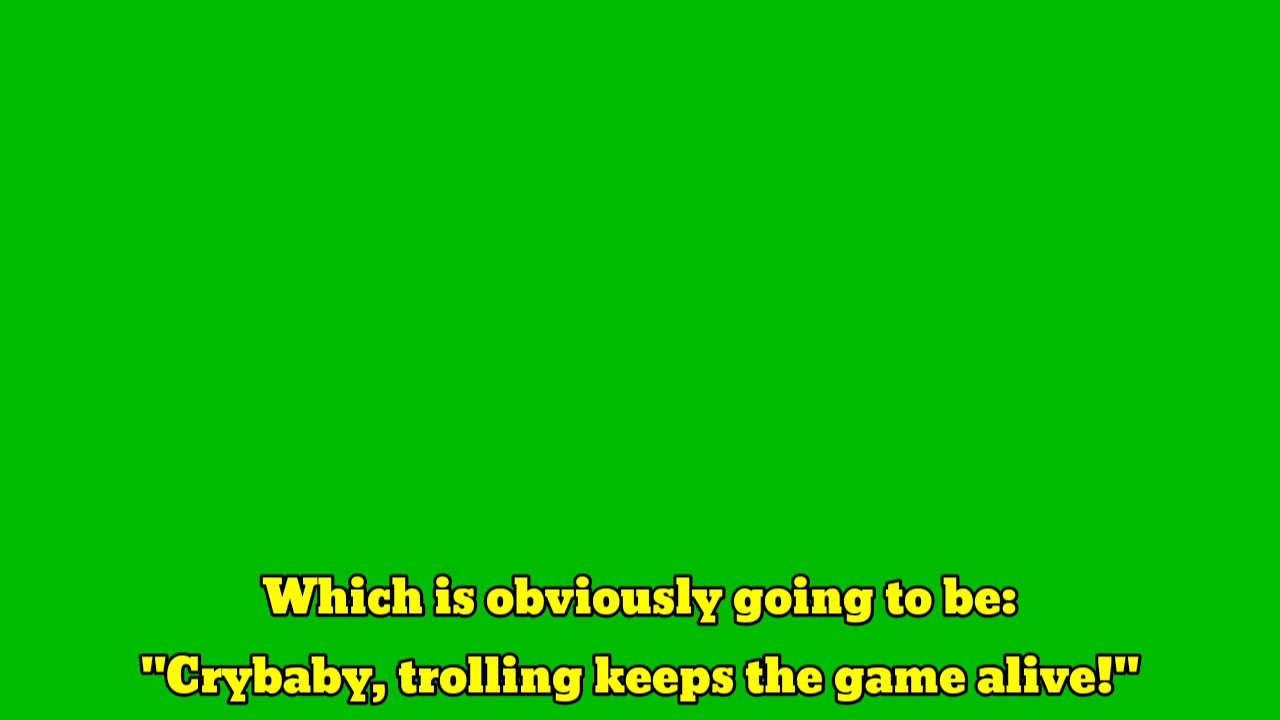 Which is obviously going to be:
"Crybaby, trolling keeps the game alive!"